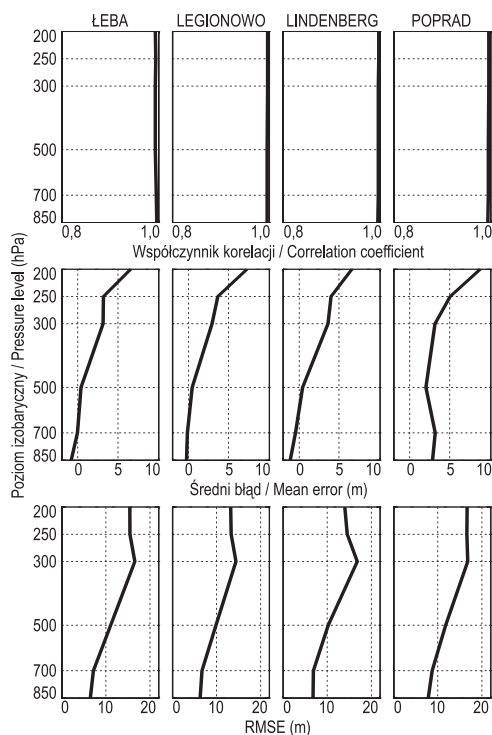 ŁEBA LEGIONOWO LINDENBERG POPRAD
200
250
300
500
700
850
0,8 1,0 0,8 1,0 0,8 1,0 0,8 1,0
Współczynnik korelacji / Correlation coefficient
Poziom izobaryczny / Pressure level (hPa)
200
250
300
500
700
850
0 5 10 0 5 10 0 5 10 0 5 10
Średni błąd / Mean error (m)
200
250
300
500
700
850
0 10 20 0 10 20 0 10 20 0 10 20
RMSE (m)